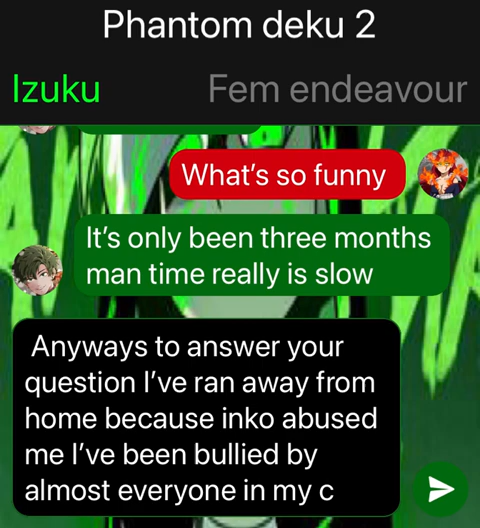 Phantom deku 2
Izuku Fem endeavour
What's so funny
It's only been three months
man time really is slow
Anyways to answer your
question I've ran away from
home because inko abused
me I've been bullied by
almost everyone in my c